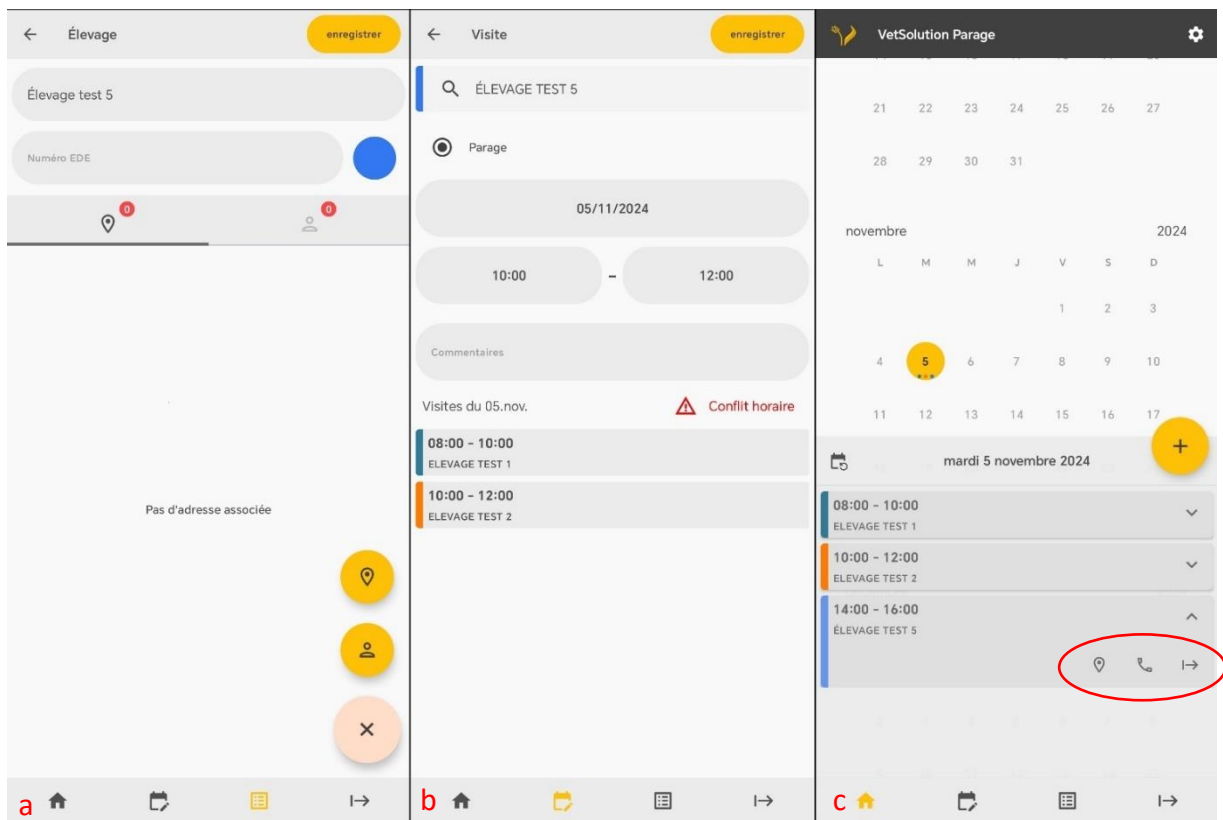 Élevage
enregistrer
Élevage test 5
Numéro EDE
0
0
Pas d'adresse associée
a
Visite
enregistrer
ÉLEVAGE TEST 5
Parage
05/11/2024
10:00 – 12:00
Commentaires
Visites du 05.nov. Conflit horaire
08:00 – 10:00
ELEVAGE TEST 1
10:00 – 12:00
ELEVAGE TEST 2
b
VetSolution Parage
21 22 23 24 25 26 27
28 29 30 31
novembre 2024
L M M J V S D
1 2 3
4 5 6 7 8 9 10
11 12 13 14 15 16 17
+
mardi 5 novembre 2024
08:00 – 10:00
ELEVAGE TEST 1
10:00 – 12:00
ELEVAGE TEST 2
14:00 – 16:00
ÉLEVAGE TEST 5
c